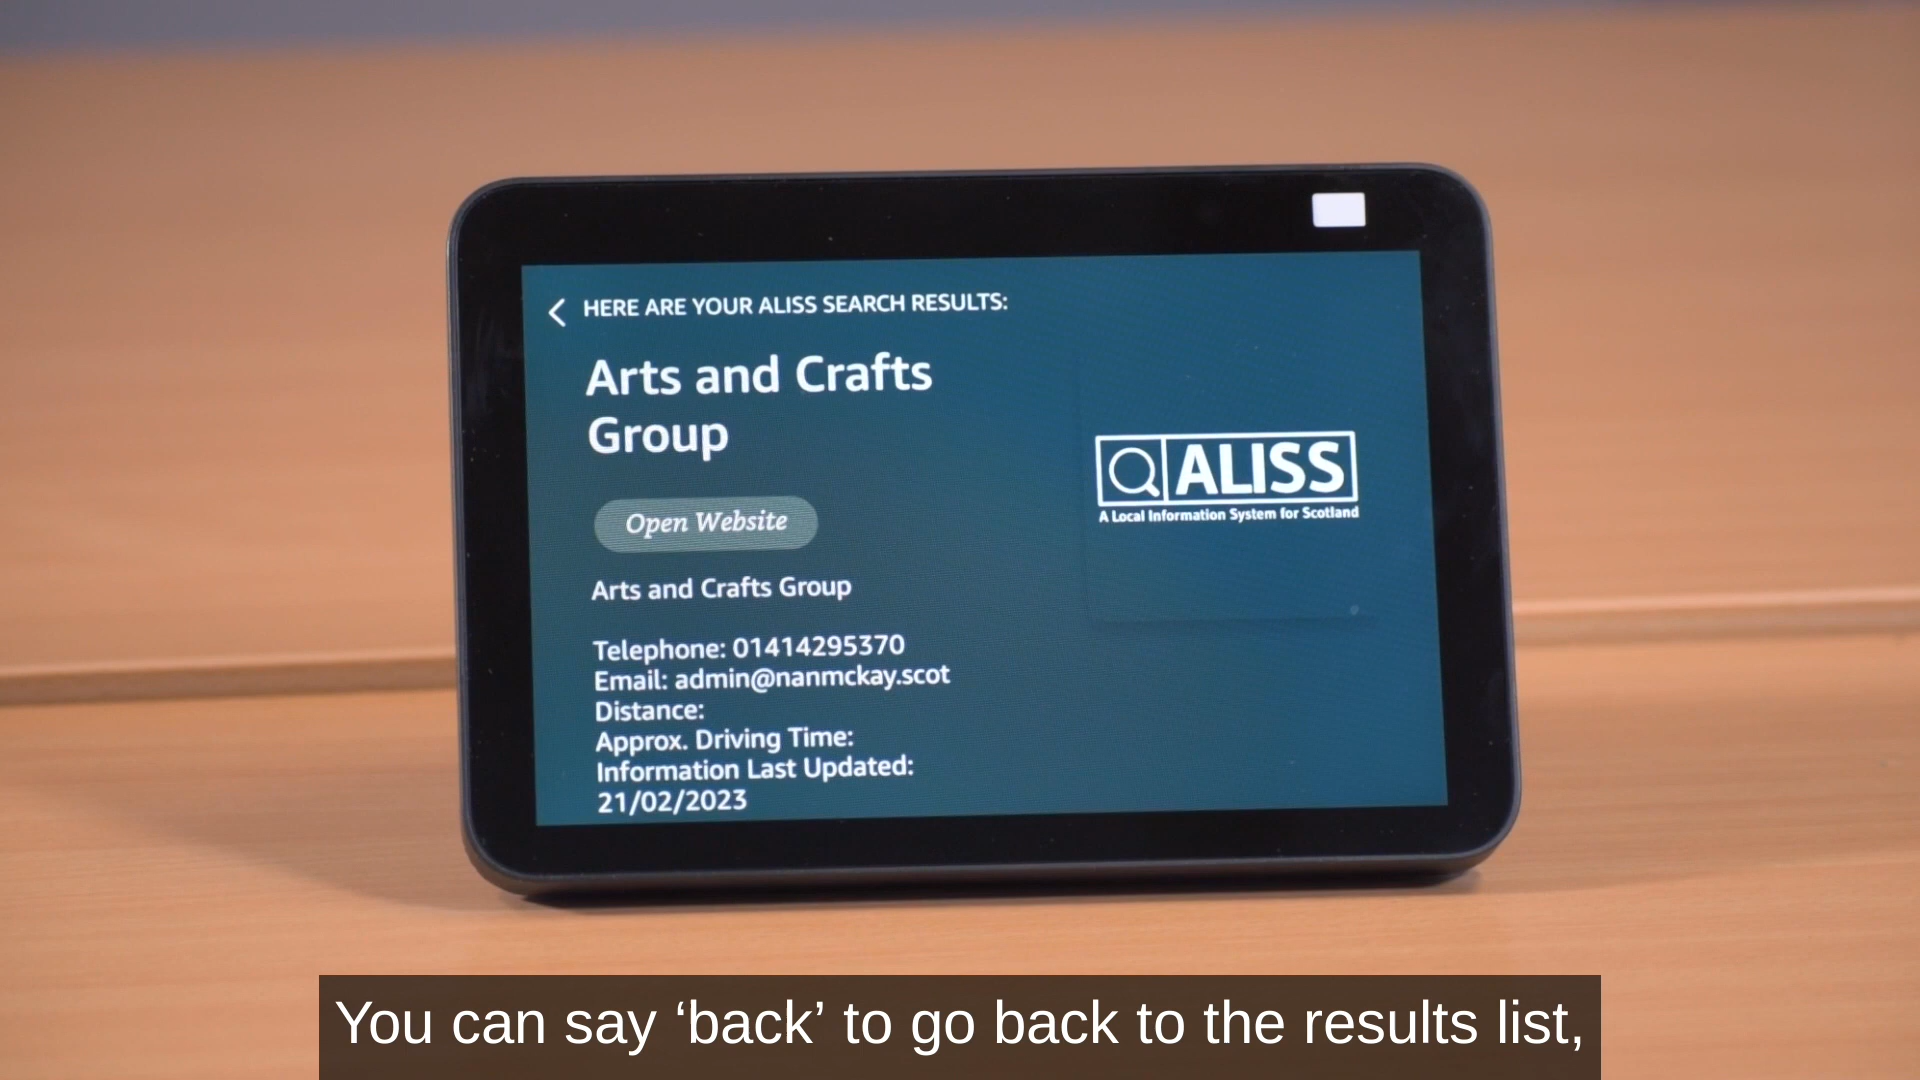 HERE ARE YOUR ALISS SEARCH RESULTS:
Arts and Crafts
Group
Open Website
Arts and Crafts Group
Telephone: 01414295370
Email: admin@nanmckay.scot
Distance:
Approx. Driving Time:
Information Last Updated:
21/02/2023
ALISS
A Local Information System for Scotland
You can say ‘back’ to go back to the results list,